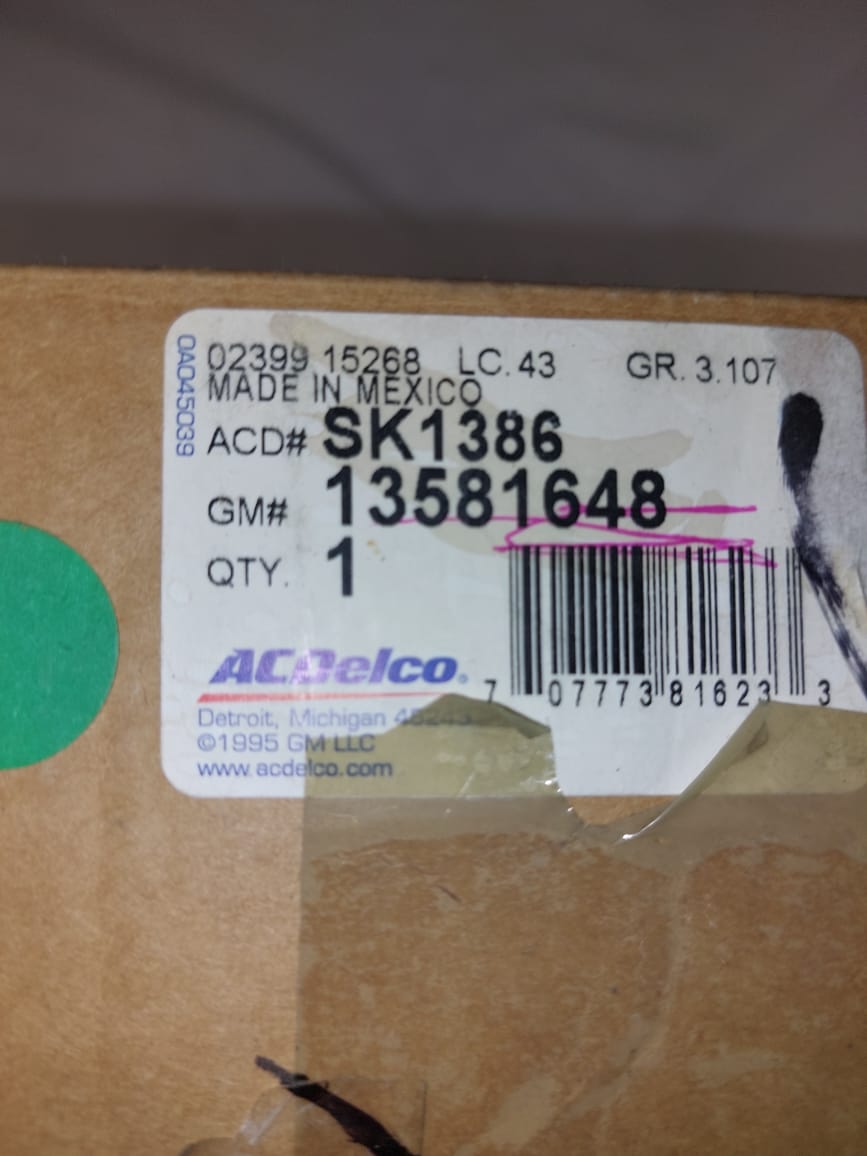 02399 15268 LC. 43 GR. 3.107
MADE IN MEXICO
ACD# SK1386
GM# 13581648
QTY. 1
0A045039
ACDelco.
7 07773 81623 3
Detroit, Michigan
©1995 GM LLC
www.acdelco.com